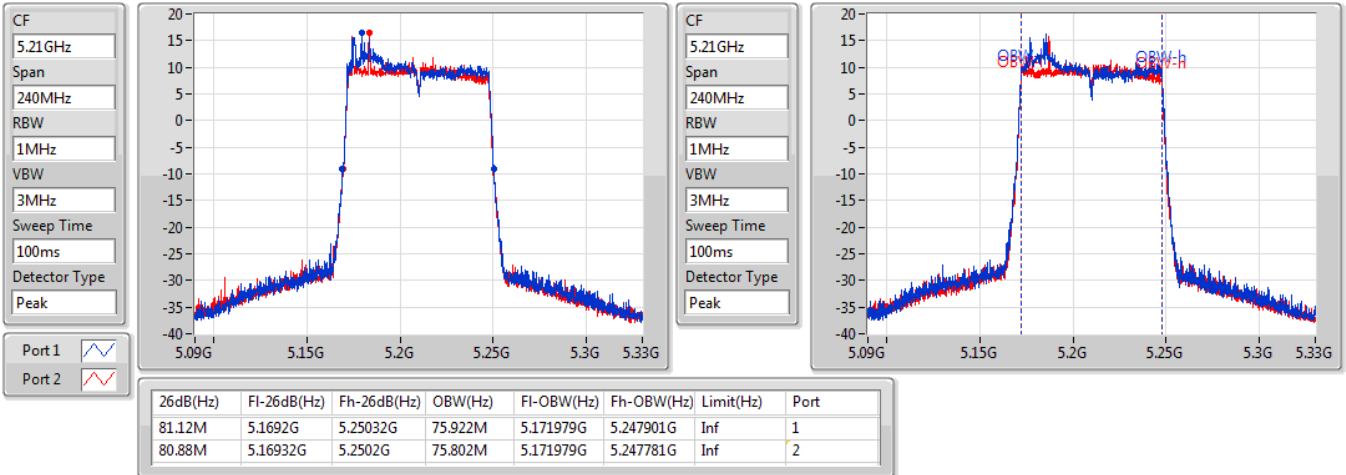 CF
5.21GHz
Span
240MHz
RBW
1MHz
VBW
3MHz
Sweep Time
100ms
Detector Type
Peak
Port 1
Port 2
20
15
10
5
0
-5
-10
-15
-20
-25
-30
-35
-40
5.09G 5.15G 5.2G 5.25G 5.3G 5.33G
CF
5.21GHz
Span
240MHz
RBW
1MHz
VBW
3MHz
Sweep Time
100ms
Detector Type
Peak
20
15
10
5
0
-5
-10
-15
-20
-25
-30
-35
-40
OBW-h
OBW-h
5.09G 5.15G 5.2G 5.25G 5.3G 5.33G
26dB(Hz) Fl-26dB(Hz) Fh-26dB(Hz) OBW(Hz) Fl-OBW(Hz) Fh-OBW(Hz) Limit(Hz) Port
81.12M 5.1692G 5.25032G 75.922M 5.171979G 5.247901G Inf 1
80.88M 5.16932G 5.2502G 75.802M 5.171979G 5.247781G Inf 2